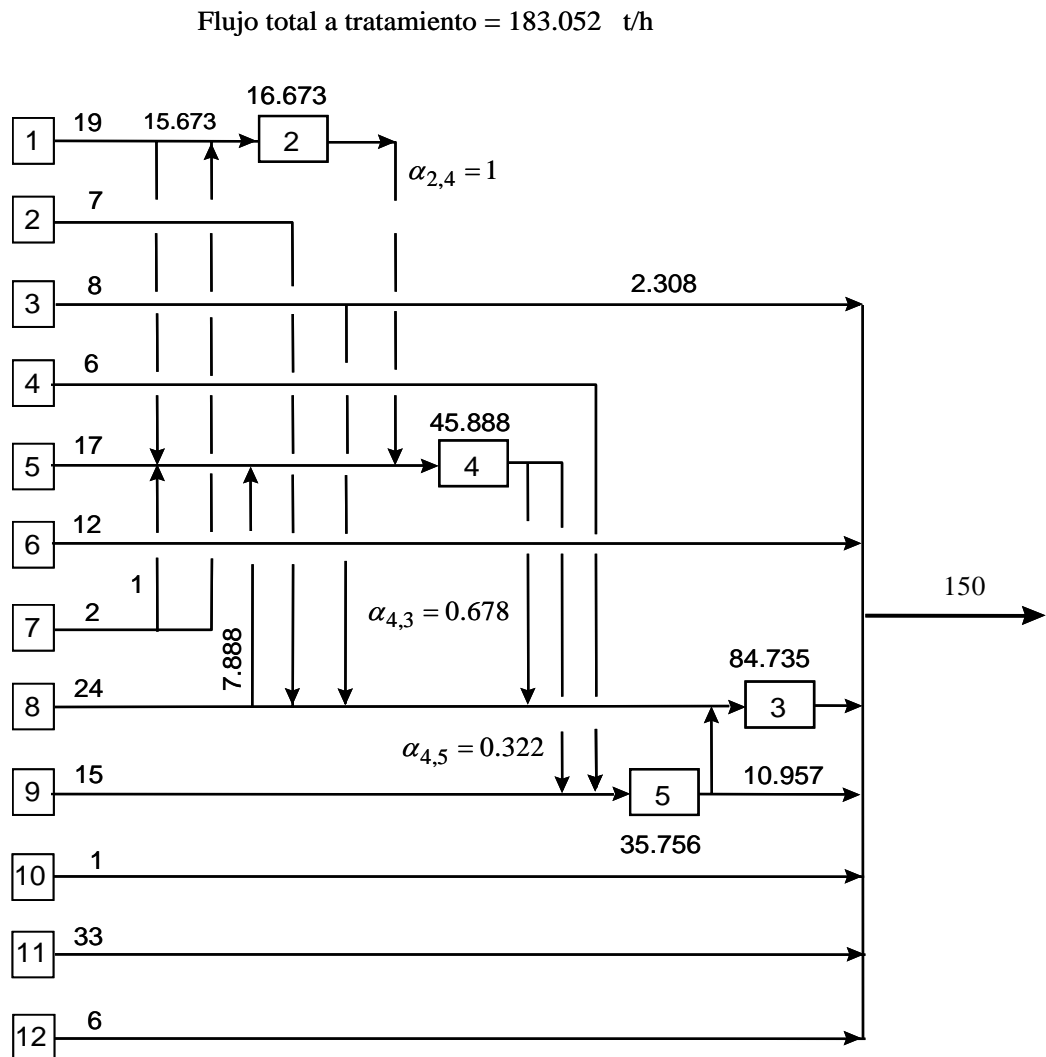 Flujo total a tratamiento = 183.052 t/h
16.673
1 19 15.673 2
α2,4 = 1
2 7
3 8 2.308
4 6
45.888
5 17 4
6 12
1
150
7 2
α4,3 = 0.678
7.888
84.735
8 24 3
α4,5 = 0.322
9 15 5 10.957
35.756
10 1
11 33
12 6